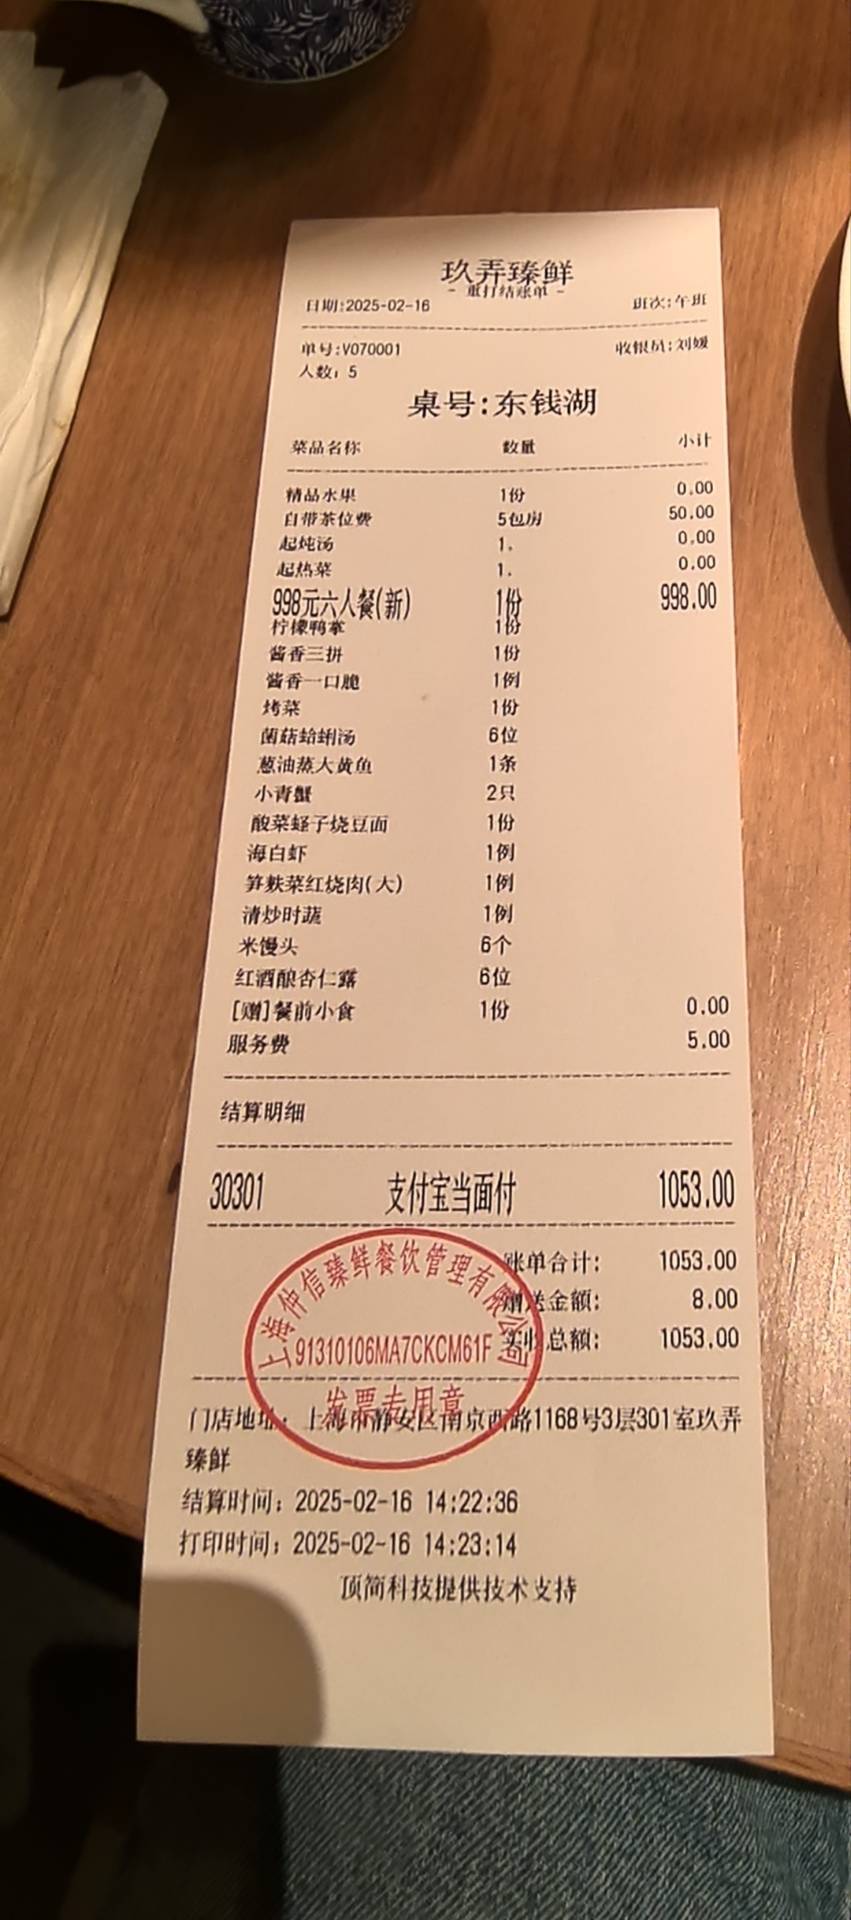 玖弄臻鲜
- 重打结账单 -
日期:2025-02-16 班次:午班
单号:V070001 收银员:刘媛
人数: 5
桌号:东钱湖
菜品名称 数量 小计
精品水果 1份 0.00
自带茶位费 5包房 50.00
起炖汤 1. 0.00
起热菜 1. 0.00
998元六人餐(新) 1份 998.00
柠檬鸭掌 1份
酱香三拼 1份
酱香一口脆 1例
烤菜 1份
菌菇蛤蜊汤 6位
葱油蒸大黄鱼 1条
小青蟹 2只
酸菜蛏子烧豆面 1份
海白虾 1例
笋麸菜红烧肉(大) 1例
清炒时蔬 1例
米馒头 6个
红酒酿杏仁露 6位
[赠]餐前小食 1份 0.00
服务费 5.00
结算明细
30301 支付宝当面付 1053.00
账单合计: 1053.00
赠送金额: 8.00
实收总额: 1053.00
上海仲信臻鲜餐饮管理有限公司
91310106MA7CKCM61F
发票专用章
门店地址: 上海市静安区南京西路1168号3层301室玖弄
臻鲜
结算时间: 2025-02-16 14:22:36
打印时间: 2025-02-16 14:23:14
顶简科技提供技术支持